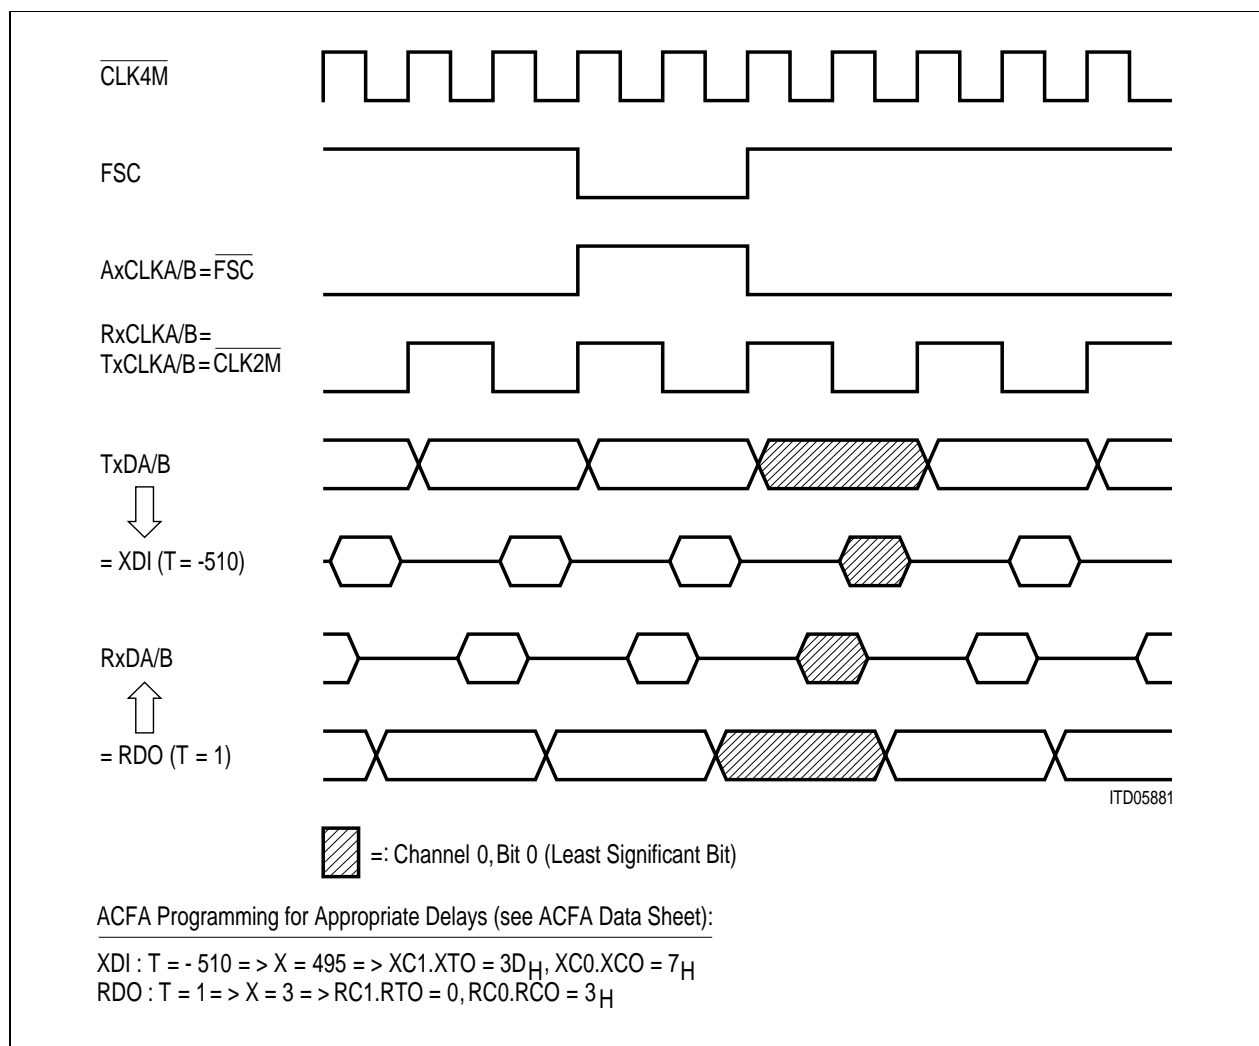 CLK4M
FSC
AxCLKA/B=FSC
RxCLKA/B=
TxCLKA/B=CLK2M
TxDA/B
= XDI (T = -510)
RxDA/B
= RDO (T = 1)
ITD05881
=: Channel 0, Bit 0 (Least Significant Bit)
ACFA Programming for Appropriate Delays (see ACFA Data Sheet):
XDI : T = - 510 = > X = 495 = > XC1.XTO = 3DH, XC0.XCO = 7H
RDO : T = 1 = > X = 3 = > RC1.RTO = 0, RC0.RCO = 3H